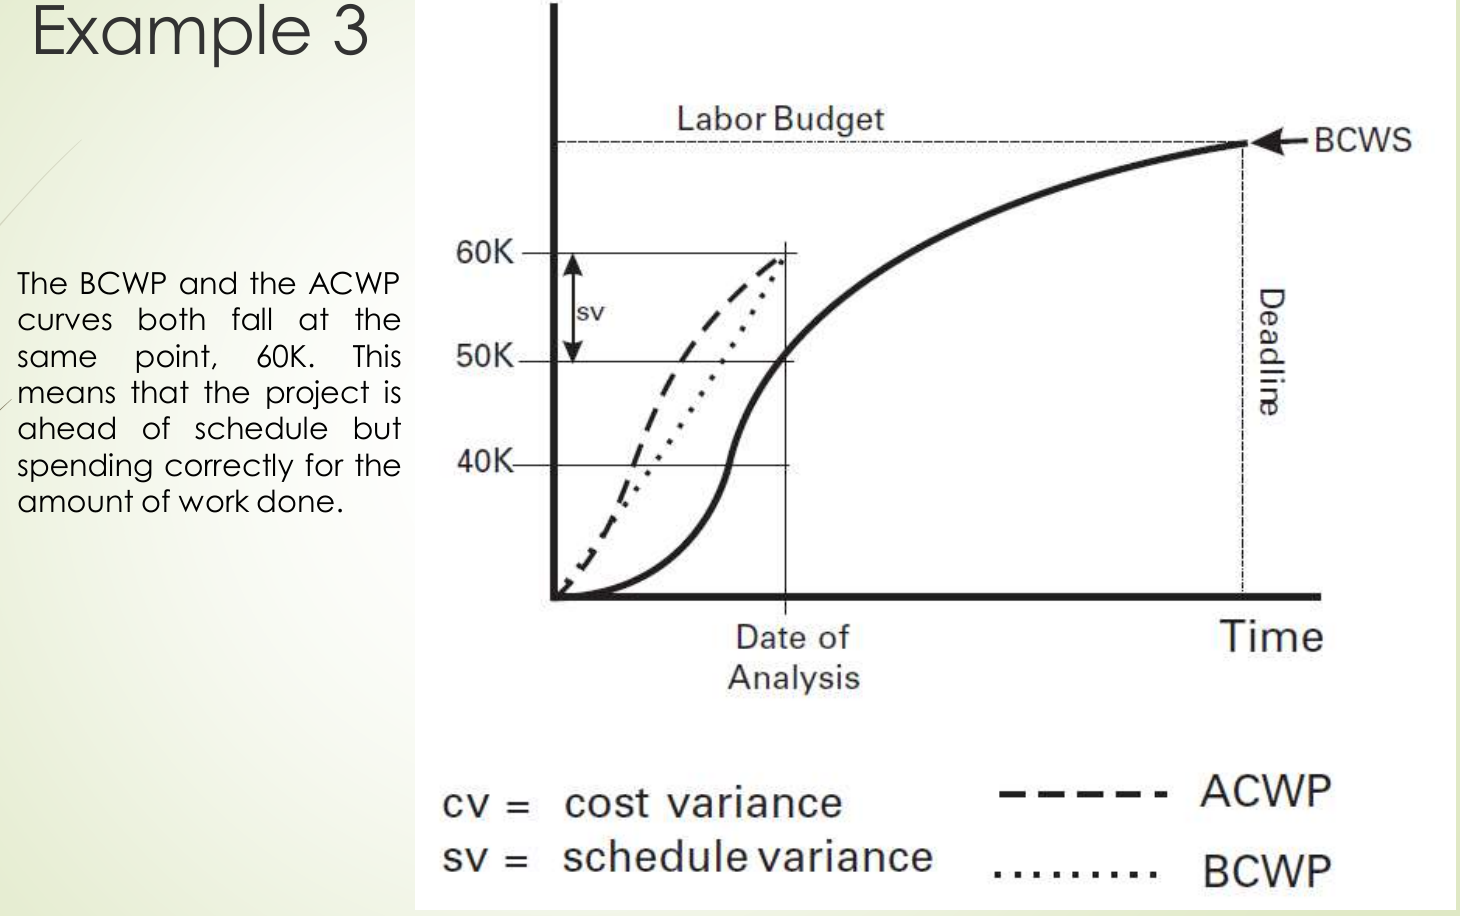 Example 3
The BCWP and the ACWP
curves both fall at the
same point, 60K. This
means that the project is
ahead of schedule but
spending correctly for the
amount of work done.
Labor Budget
BCWS
60K
sv
50K
40K
Deadline
Date of
Analysis
Time
cv = cost variance
sv = schedule variance
ACWP
BCWP